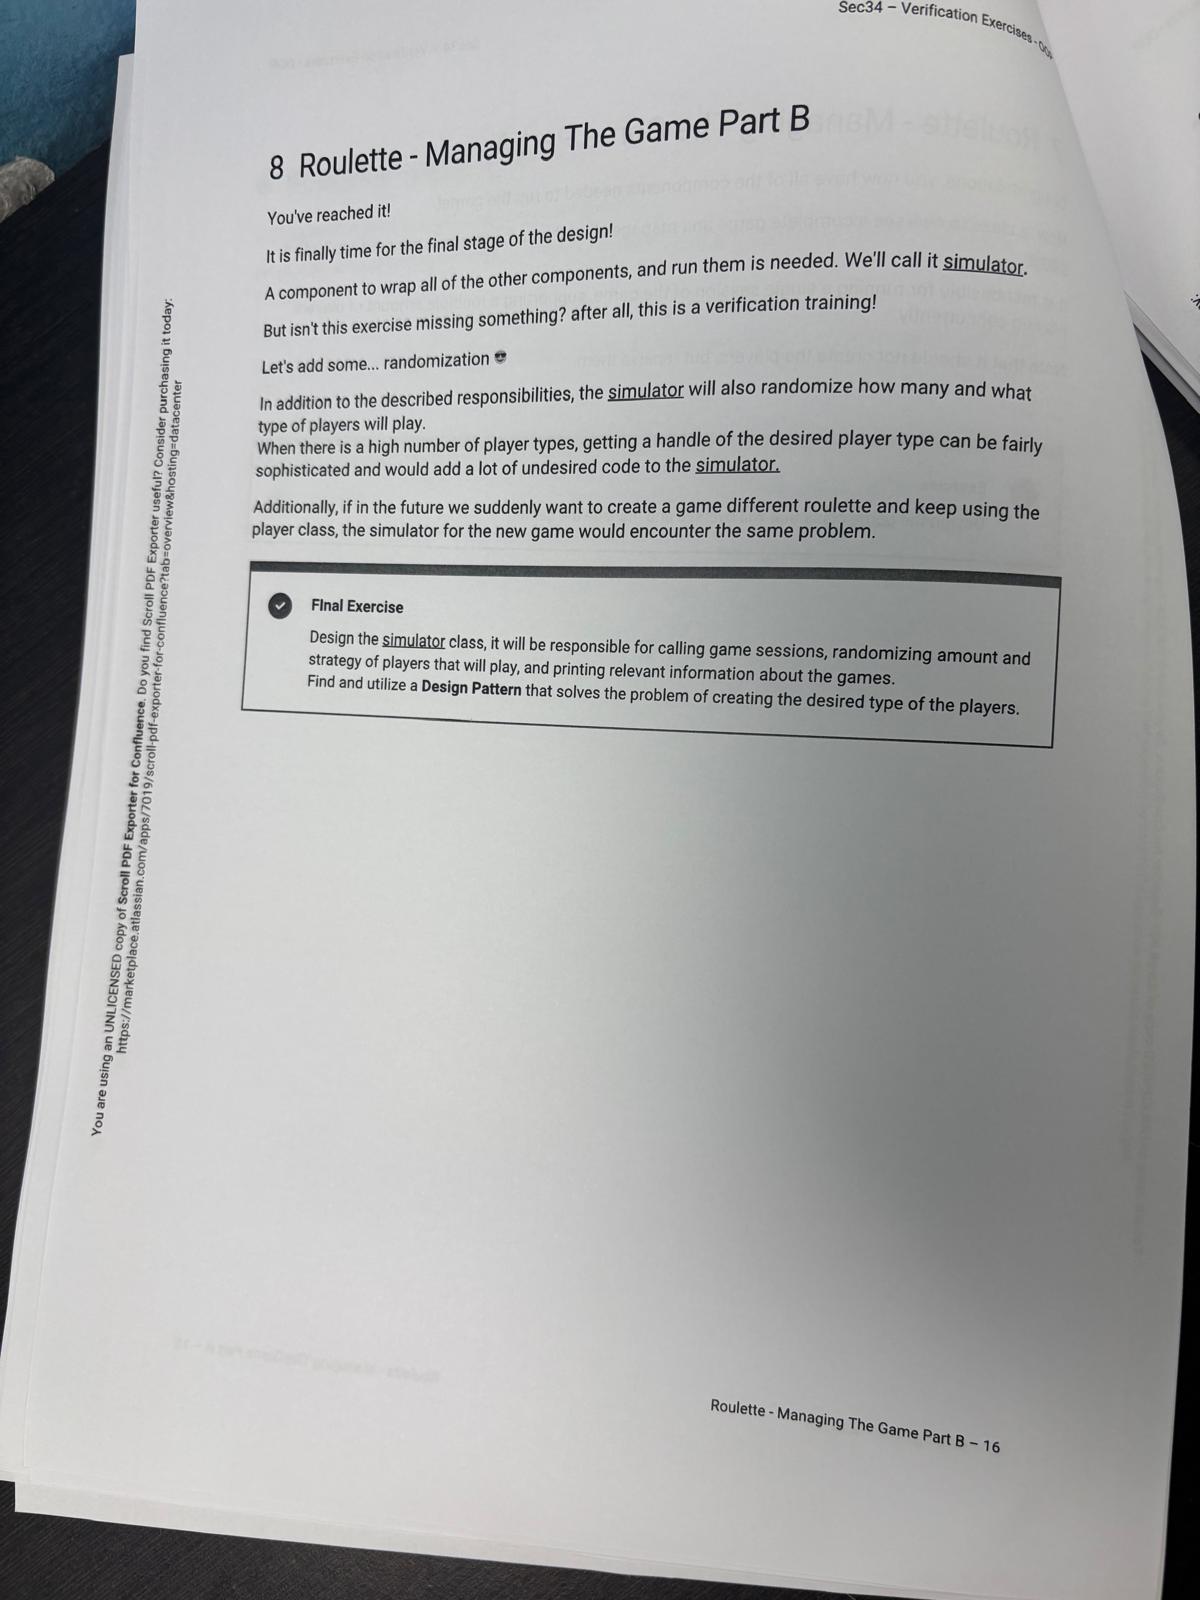 Sec34 – Verification Exercises - OOP
8 Roulette - Managing The Game Part B
You've reached it!
It is finally time for the final stage of the design!
A component to wrap all of the other components, and run them is needed. We'll call it simulator.
But isn't this exercise missing something? after all, this is a verification training!
Let's add some... randomization 😎
In addition to the described responsibilities, the simulator will also randomize how many and what
type of players will play.
When there is a high number of player types, getting a handle of the desired player type can be fairly
sophisticated and would add a lot of undesired code to the simulator.
Additionally, if in the future we suddenly want to create a game different roulette and keep using the
player class, the simulator for the new game would encounter the same problem.
FInal Exercise
Design the simulator class, it will be responsible for calling game sessions, randomizing amount and
strategy of players that will play, and printing relevant information about the games.
Find and utilize a Design Pattern that solves the problem of creating the desired type of the players.
You are using an UNLICENSED copy of Scroll PDF Exporter for Confluence. Do you find Scroll PDF Exporter useful? Consider purchasing it today:
https://marketplace.atlassian.com/apps/7019/scroll-pdf-exporter-for-confluence?tab=overview&hosting=datacenter
Roulette - Managing The Game Part B – 16